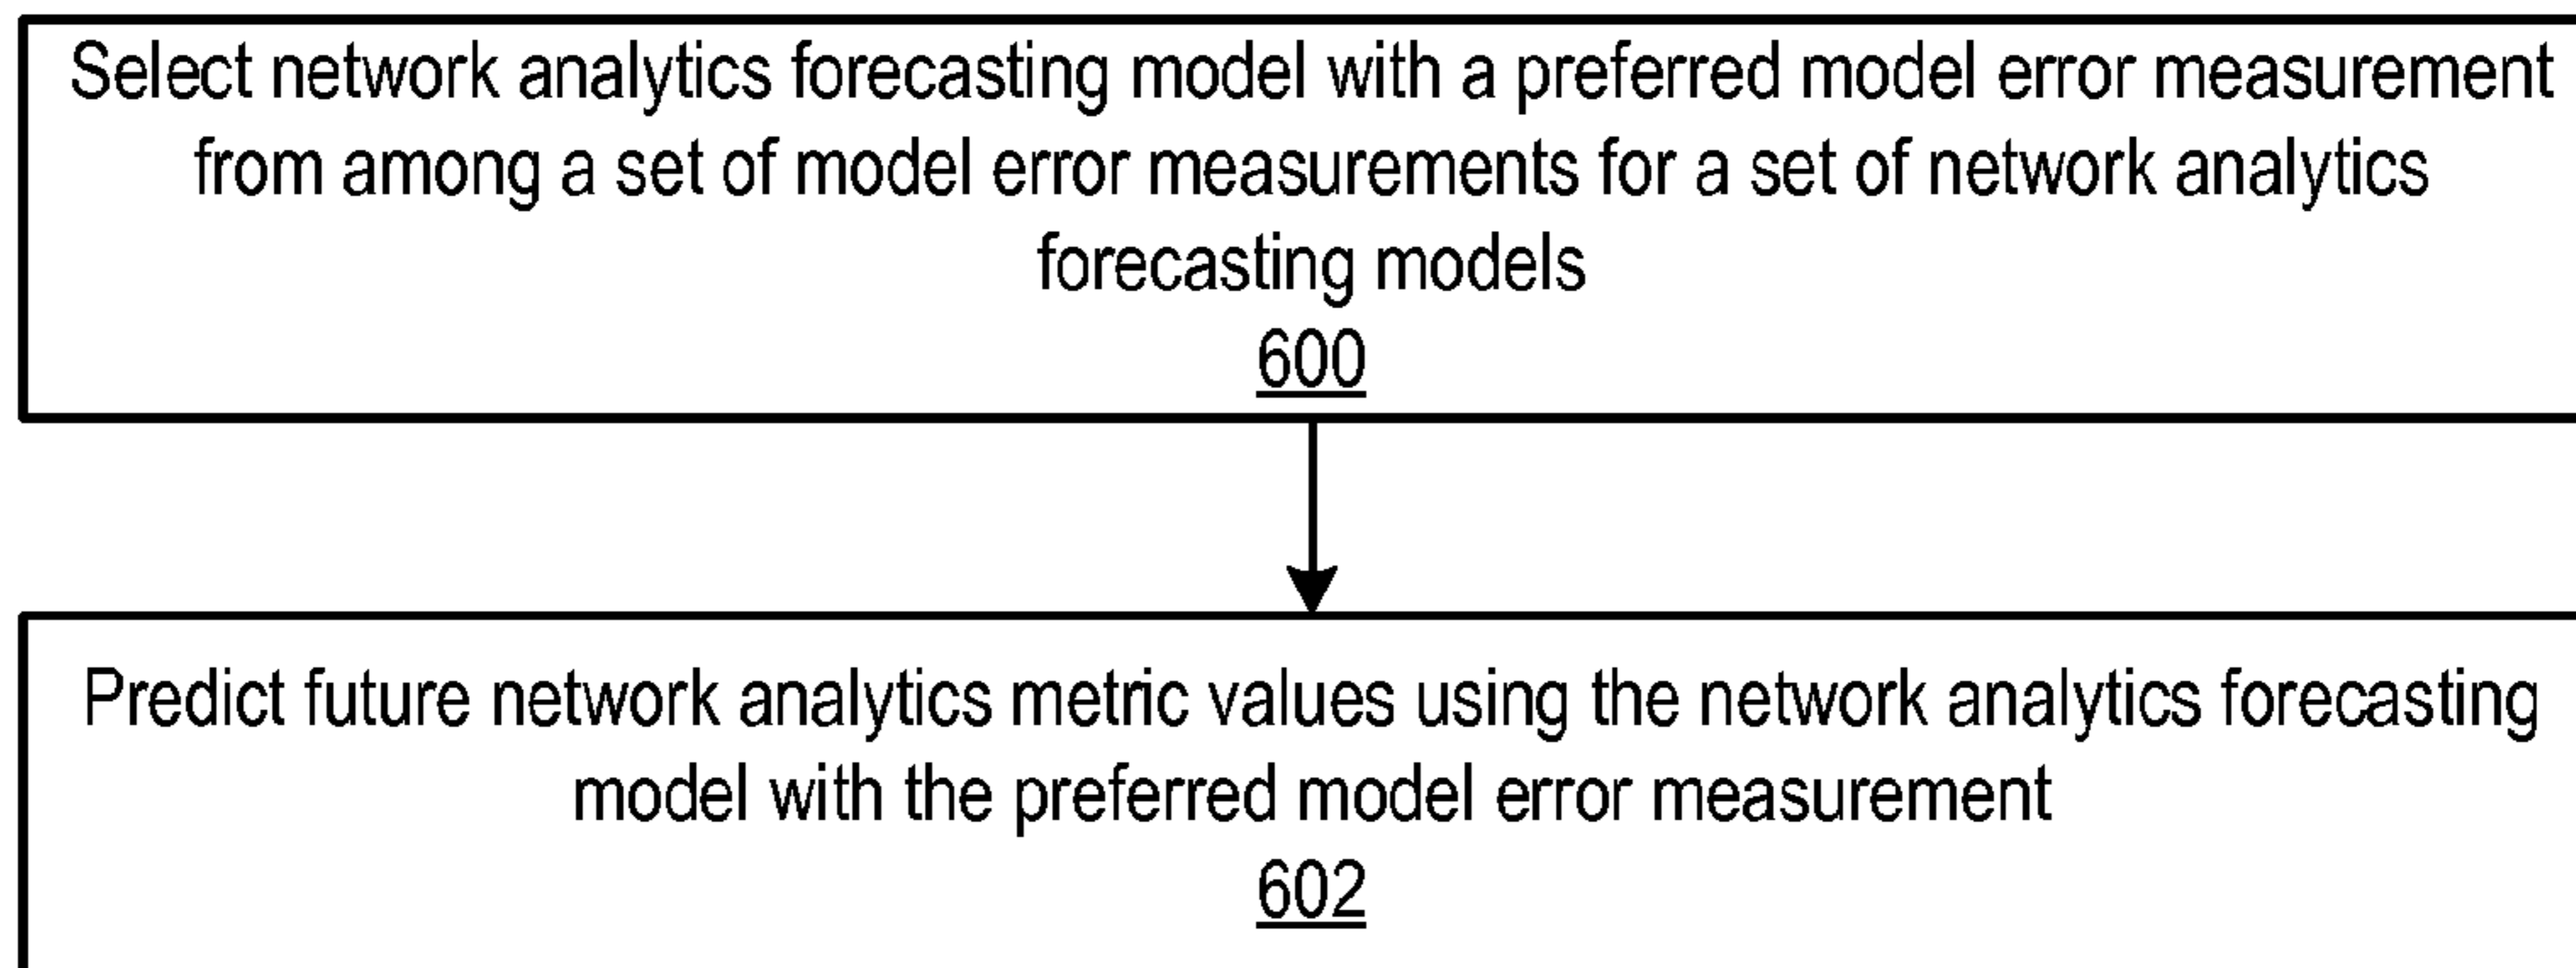 Select network analytics forecasting model with a preferred model error measurement
from among a set of model error measurements for a set of network analytics
forecasting models
600
Predict future network analytics metric values using the network analytics forecasting
model with the preferred model error measurement
602